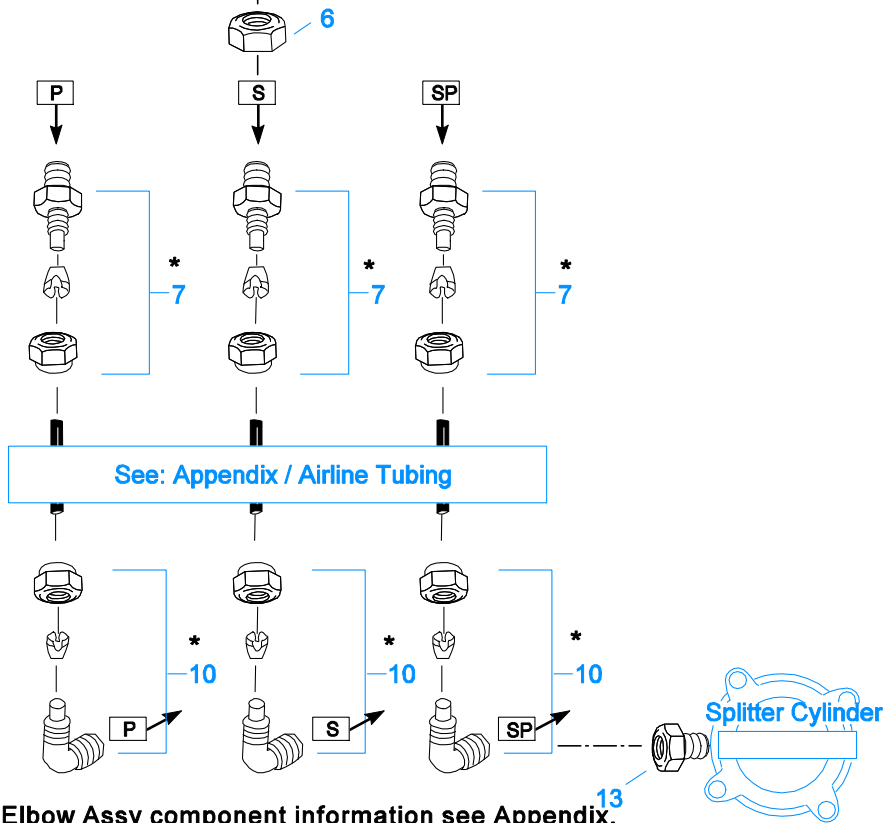 6
P S SP
* * *
7 7 7
See: Appendix / Airline Tubing
* * *
10 10 10
P S SP
Splitter Cylinder
13
Elbow Assy component information see Appendix.